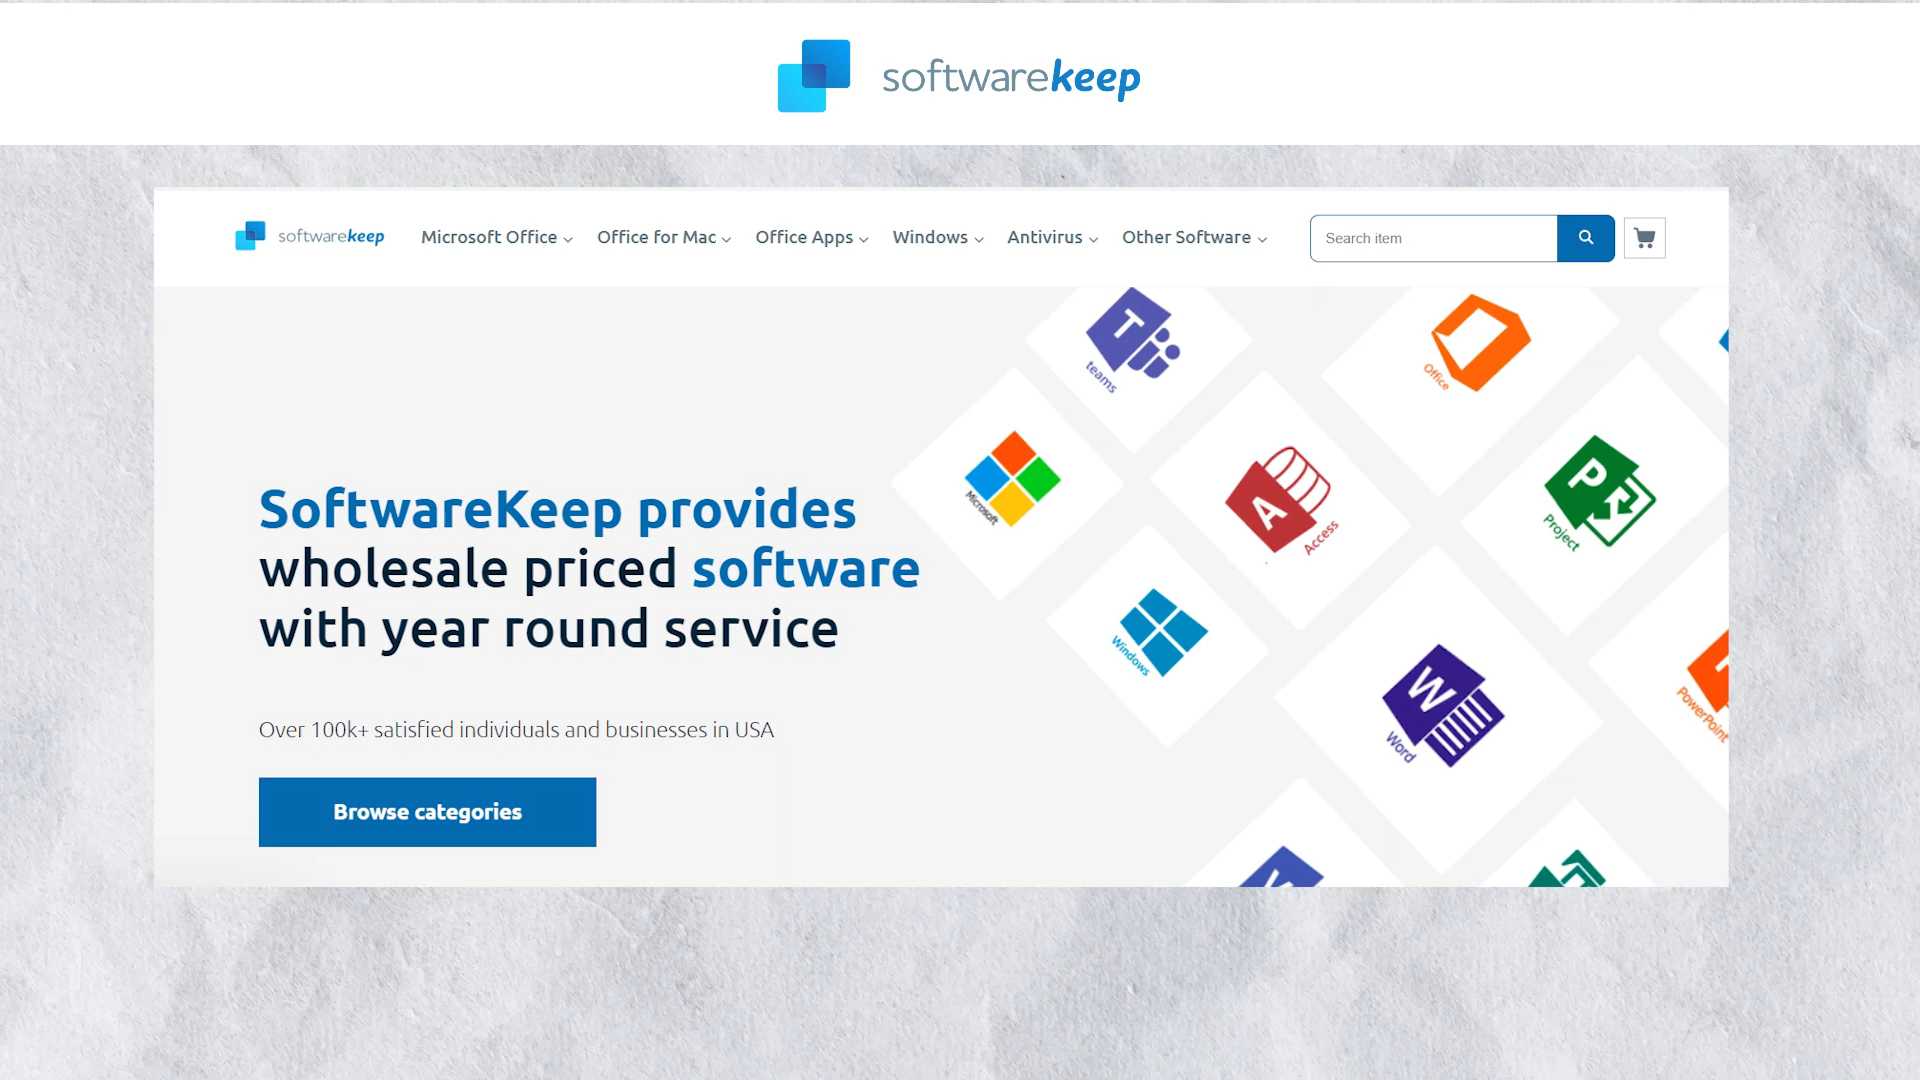 softwarekeep
softwarekeep
Microsoft Office
Office for Mac
Office Apps
Windows
Antivirus
Other Software
Search item
SoftwareKeep provides
wholesale priced software
with year round service
Over 100k+ satisfied individuals and businesses in USA
Browse categories
T
teams
Office
Microsoft
A
Access
P
Project
Windows
W
Word
PowerPoint